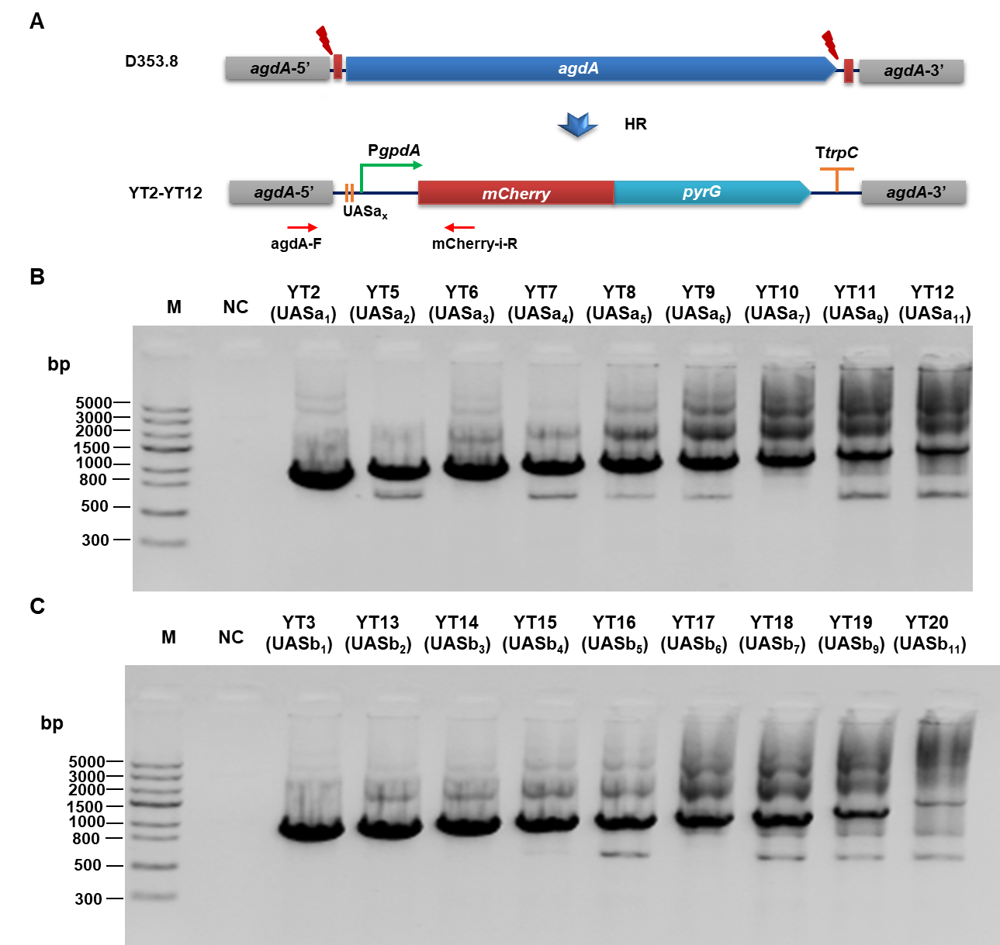 A
D353.8
agdA-5’
agdA
agdA-3’
HR
PgpdA
TtrpC
YT2-YT12
agdA-5’
mCherry
pyrG
agdA-3’
UASax
agdA-F
mCherry-i-R
B
M
NC
YT2
(UASa1)
YT5
(UASa2)
YT6
(UASa3)
YT7
(UASa4)
YT8
(UASa5)
YT9
(UASa6)
YT10
(UASa7)
YT11
(UASa9)
YT12
(UASa11)
bp
5000
3000
2000
1500
1000
800
500
300
C
M
NC
YT3
(UASb1)
YT13
(UASb2)
YT14
(UASb3)
YT15
(UASb4)
YT16
(UASb5)
YT17
(UASb6)
YT18
(UASb7)
YT19
(UASb9)
YT20
(UASb11)
bp
5000
3000
2000
1500
1000
800
500
300